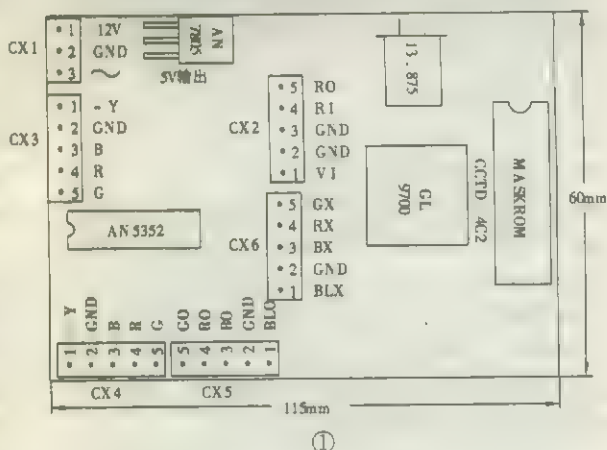 CX1
1 12V
2 GND
3 ～
AN
7805
5V输出
13.875
CX3
1 - Y
2 GND
3 B
4 R
5 G
CX2
5 RO
4 RI
3 GND
2 GND
1 VI
AN5352
CX6
5 GX
4 RX
3 BX
2 GND
1 BLX
GL
9700
CCTD 4C2
MASKROM
60mm
Y GND B R G
1 2 3 4 5
CX4
GO RO BO GND BLO
5 4 3 2 1
CX5
115mm
①